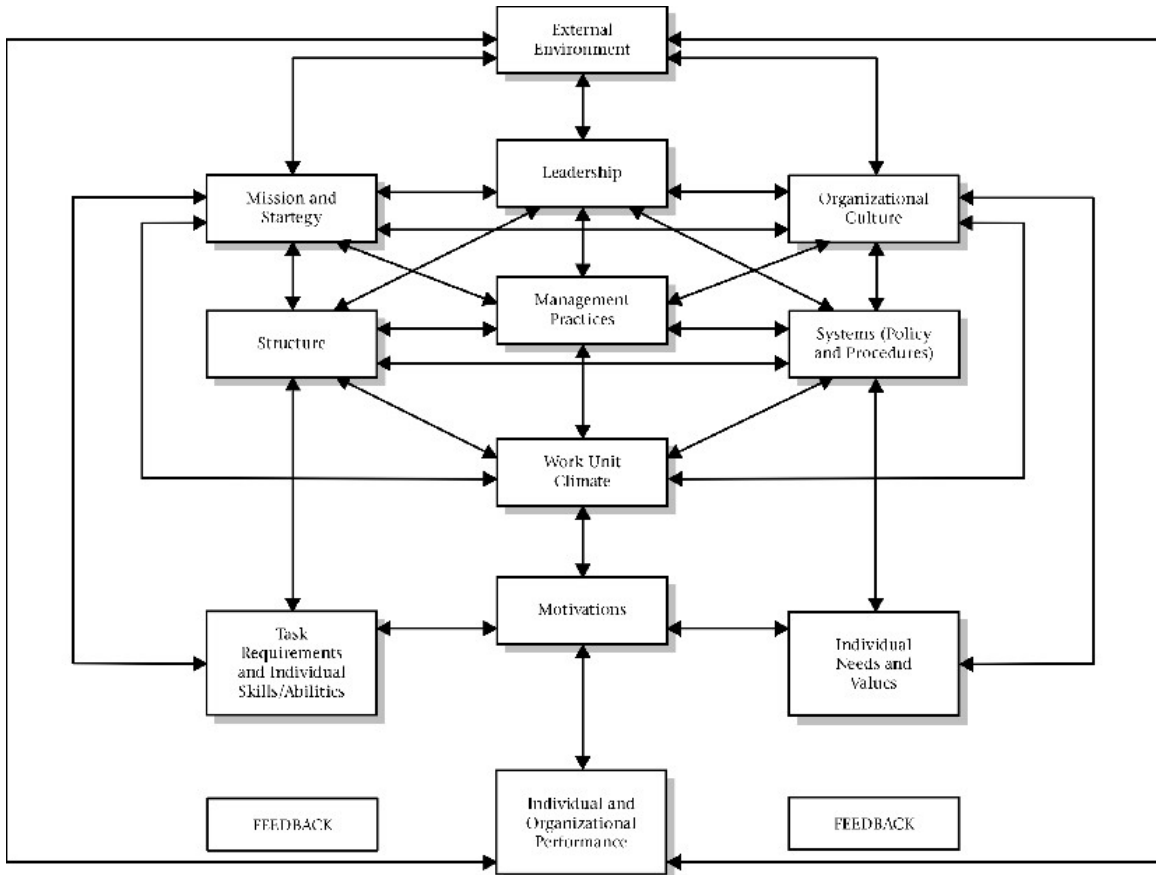 External
Environment
Leadership
Mission and
Startegy
Organizational
Culture
Management
Practices
Structure
Systems (Policy
and Procedures)
Work Unit
Climate
Motivations
Task
Requirements
and Individual
Skills/Abilities
Individual
Needs and
Values
Individual and
Organizational
Performance
FEEDBACK
FEEDBACK